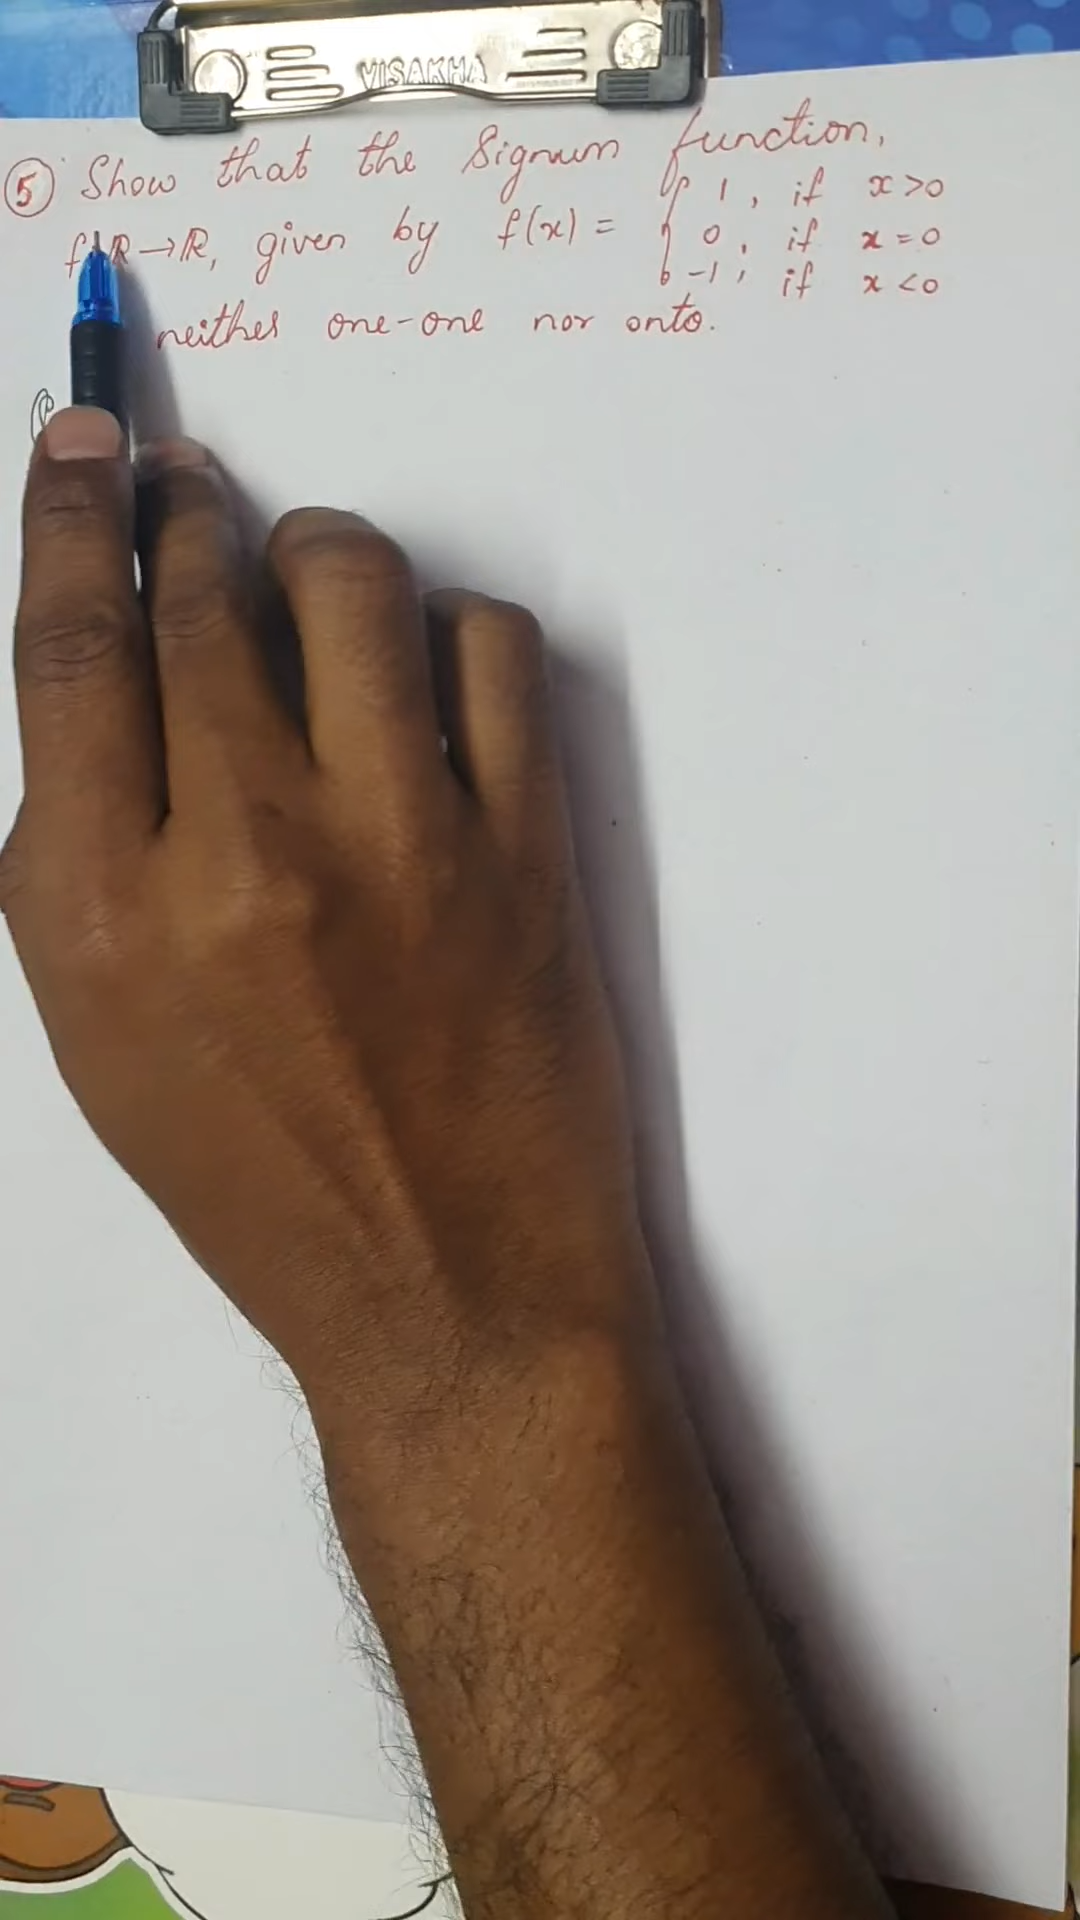 VISAKHA
⑤ Show that the Signum function,
f: R→R, given by f(x) = { 1, if x>0
0, if x=0
-1, if x<0
neither one-one nor onto.